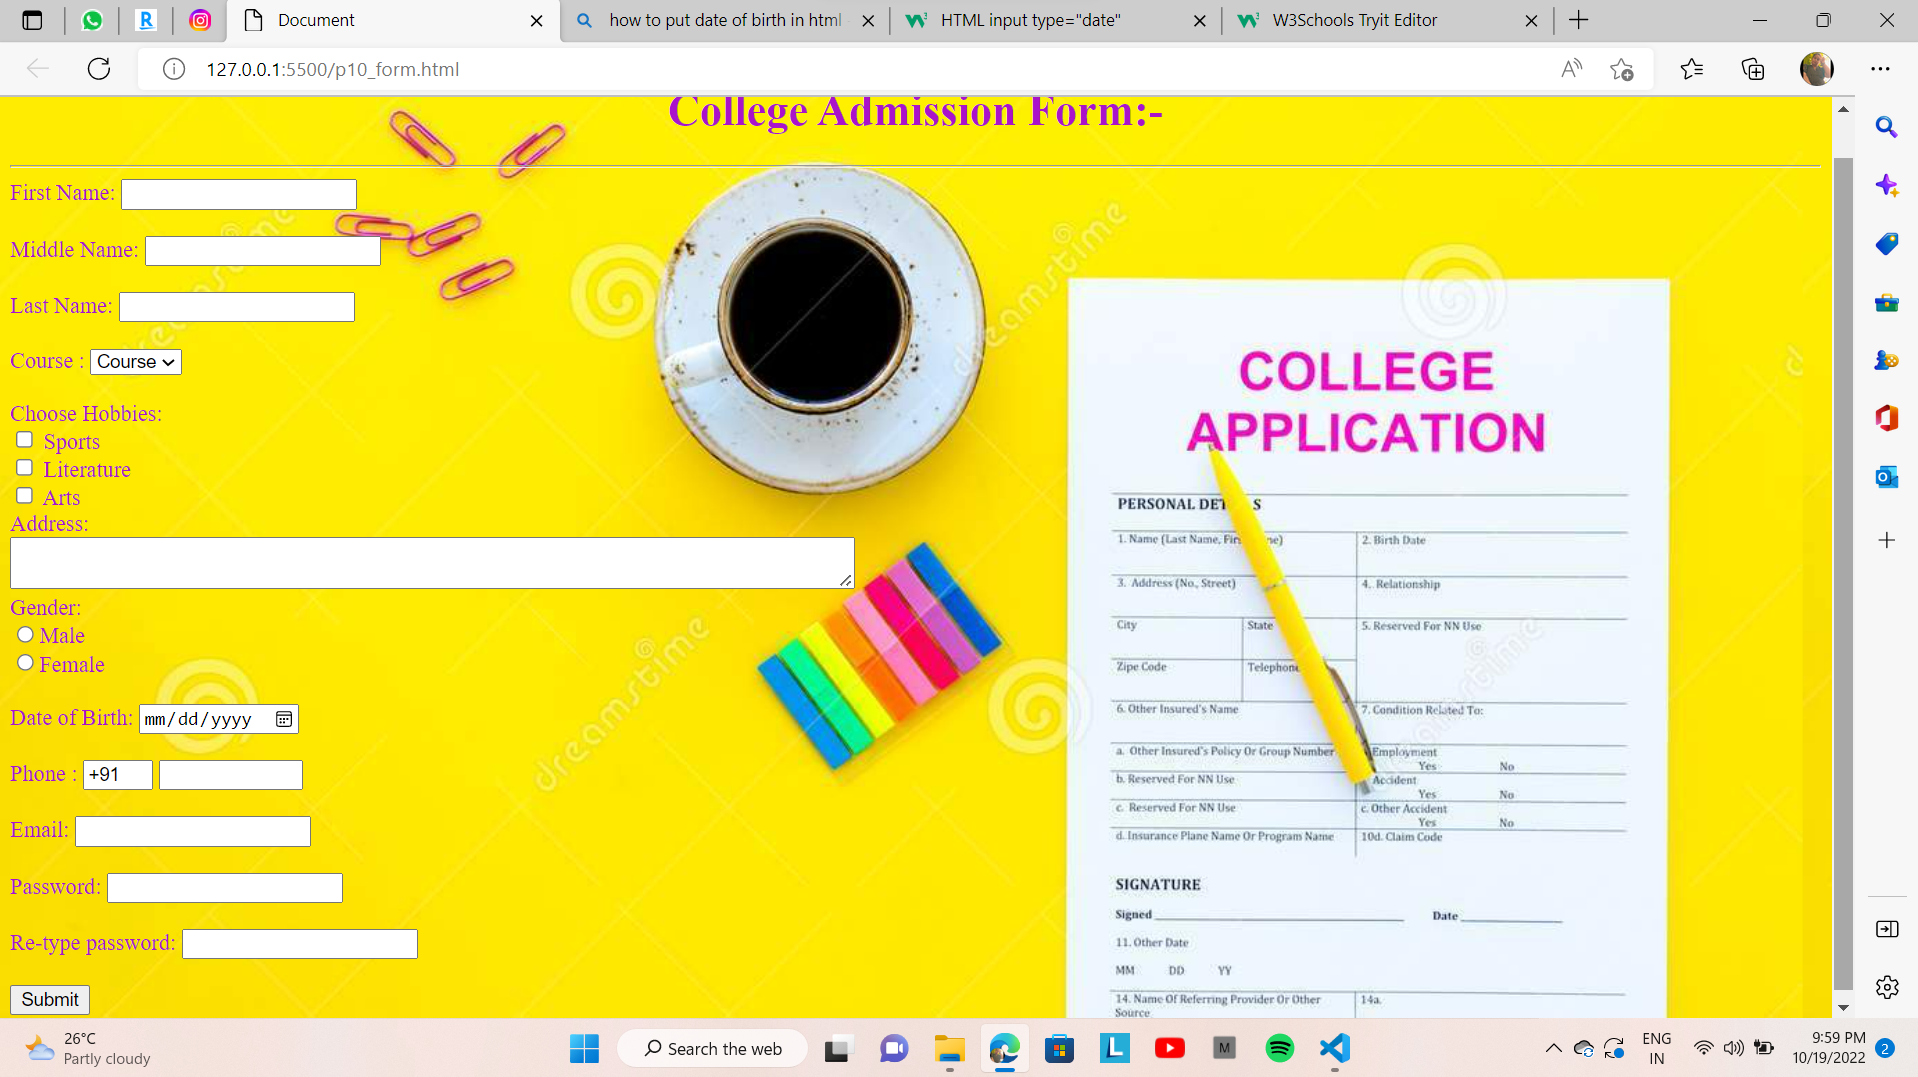 Document
how to put date of birth in html
HTML input type="date"
W3Schools Tryit Editor
127.0.0.1:5500/p10_form.html
College Admission Form:-
First Name:
Middle Name:
Last Name:
Course : Course
Choose Hobbies:
Sports
Literature
Arts
Address:
Gender:
Male
Female
Date of Birth: mm/dd/yyyy
Phone : +91
Email:
Password:
Re-type password:
Submit
dreamstime
dreamstime
dreamstime
dreamstime
COLLEGE
APPLICATION
PERSONAL
1. Name (Last Name,
2. Birth Date
3. Address (No., Street)
4. Relationship
City
State
5. Reserved For NN Use
Zipe Code
Telephone
6. Other Insured's Name
7. Condition Related To:
a. Other Insured's Policy Or Group Number
Employment
Yes No
b. Reserved For NN Use
Accident
Yes No
c. Reserved For NN Use
c. Other Accident
Yes No
d. Insurance Plane Name Or Program Name
10d. Claim Code
SIGNATURE
Signed
Date
11. Other Date
MM DD YY
14. Name Of Referring Provider Or Other
Source
14a.
26°C
Partly cloudy
Search the web
L
M
ENG
IN
9:59 PM
10/19/2022
2